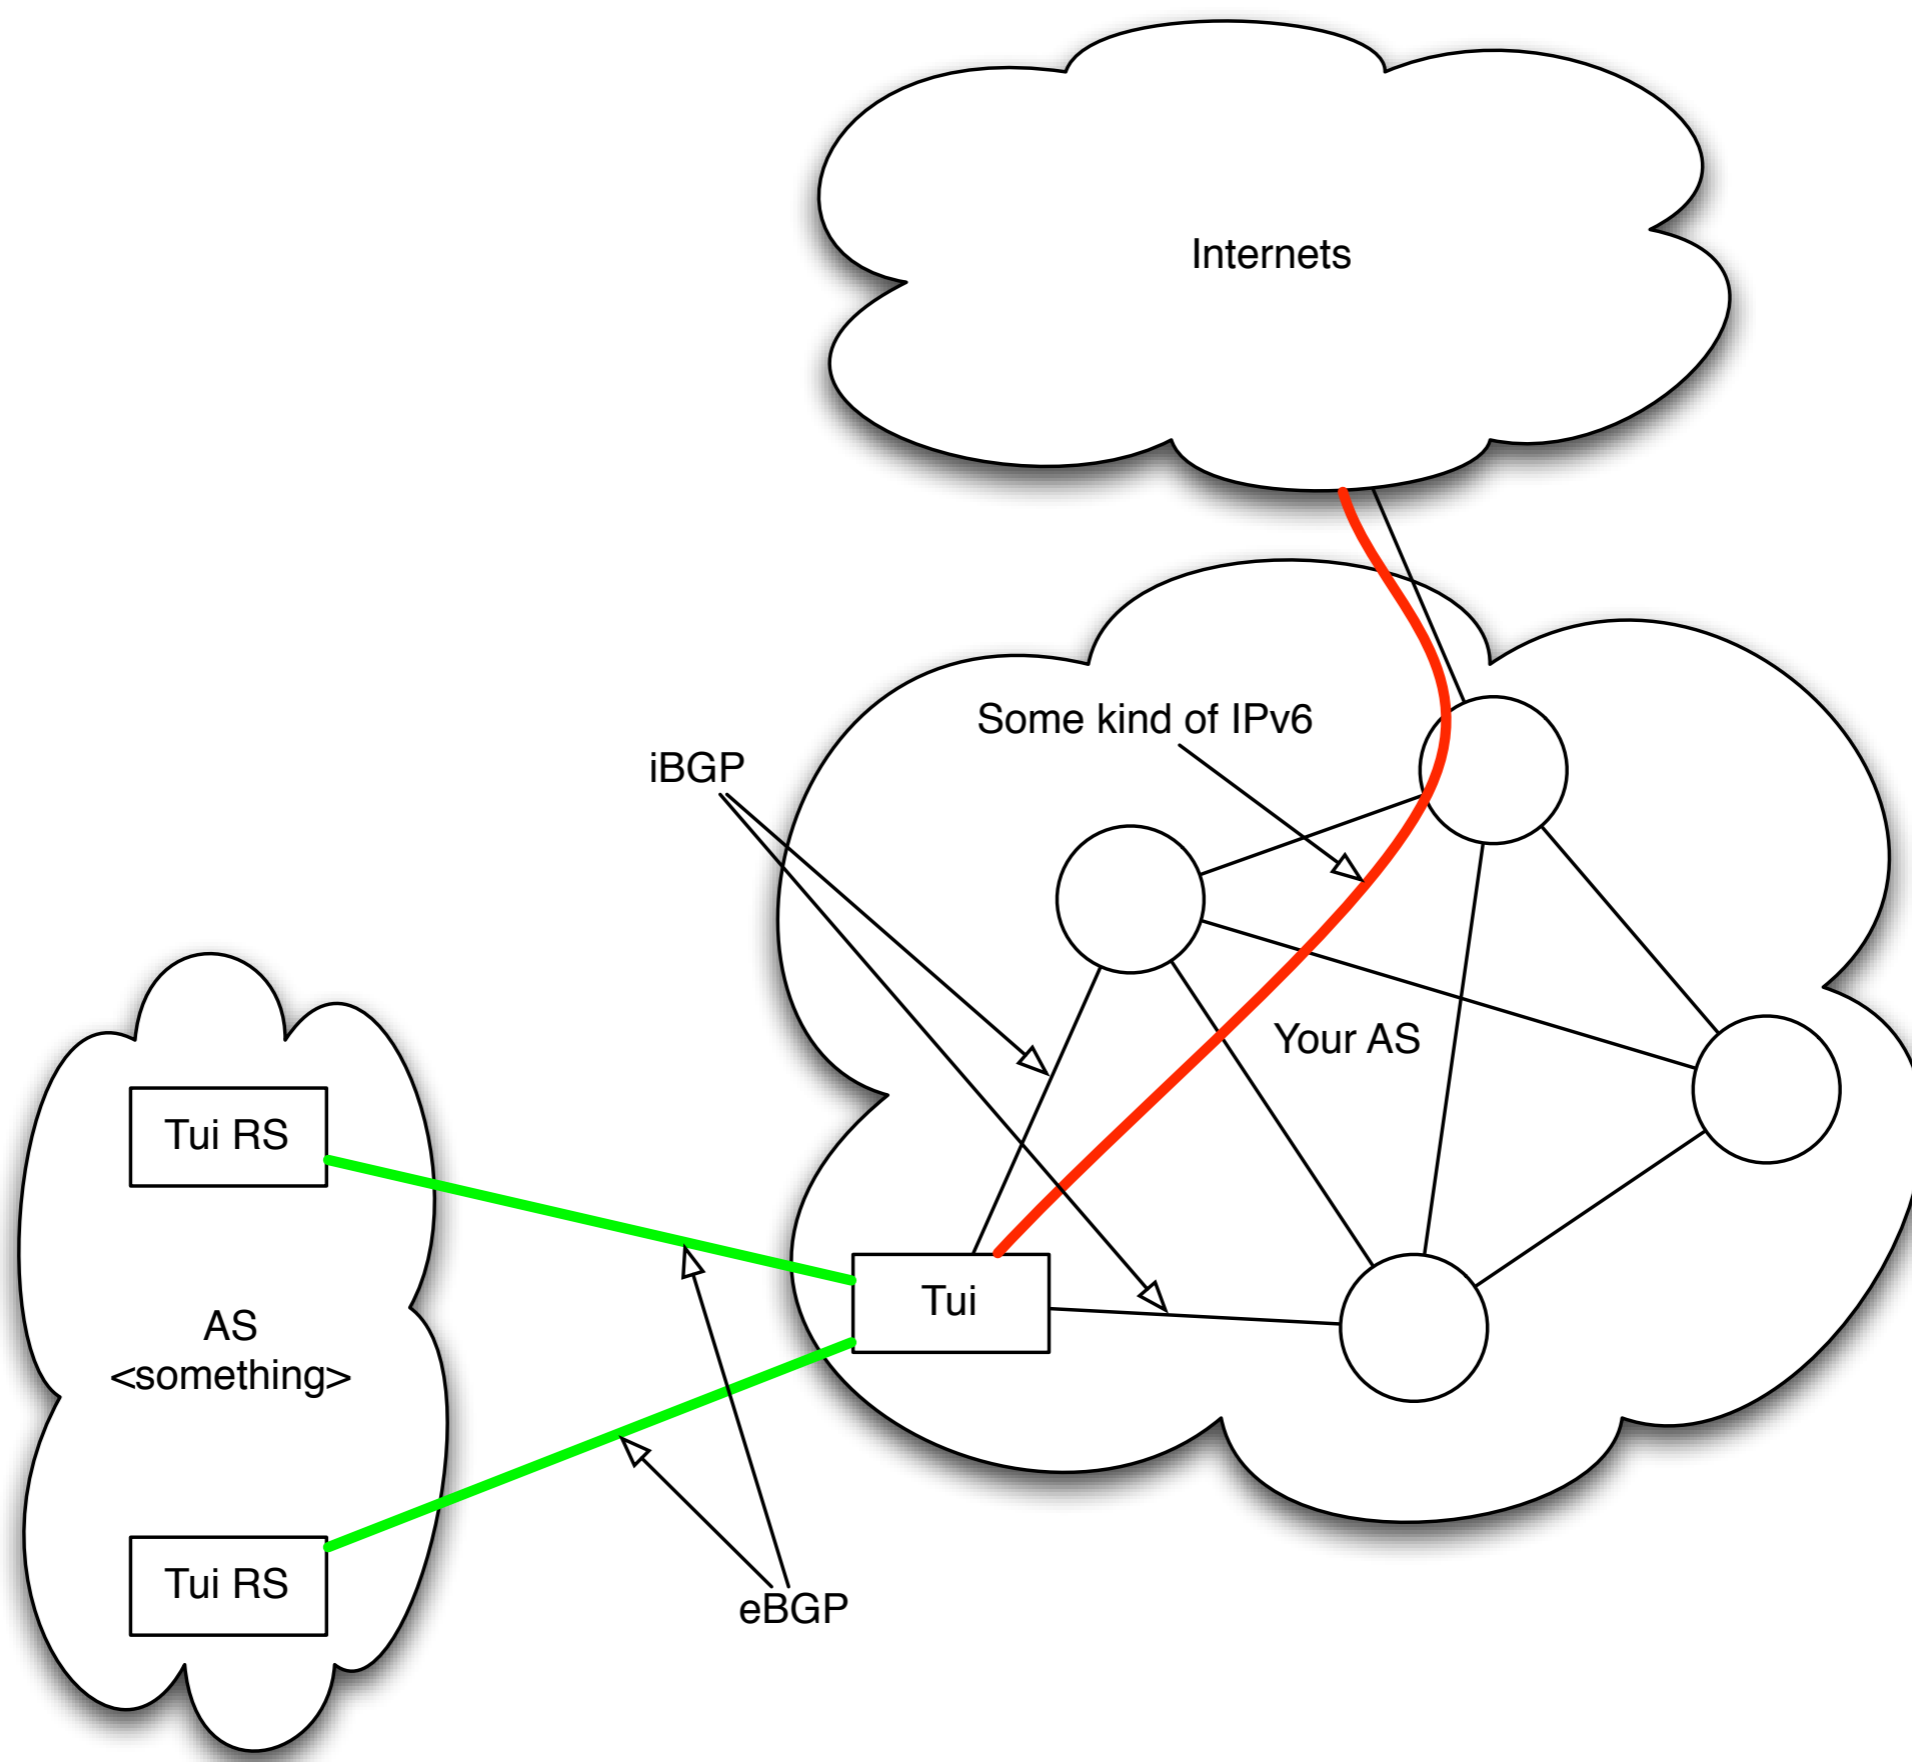 Internets
Some kind of IPv6
iBGP
Your AS
Tui RS
Tui
AS
<something>
Tui RS
eBGP